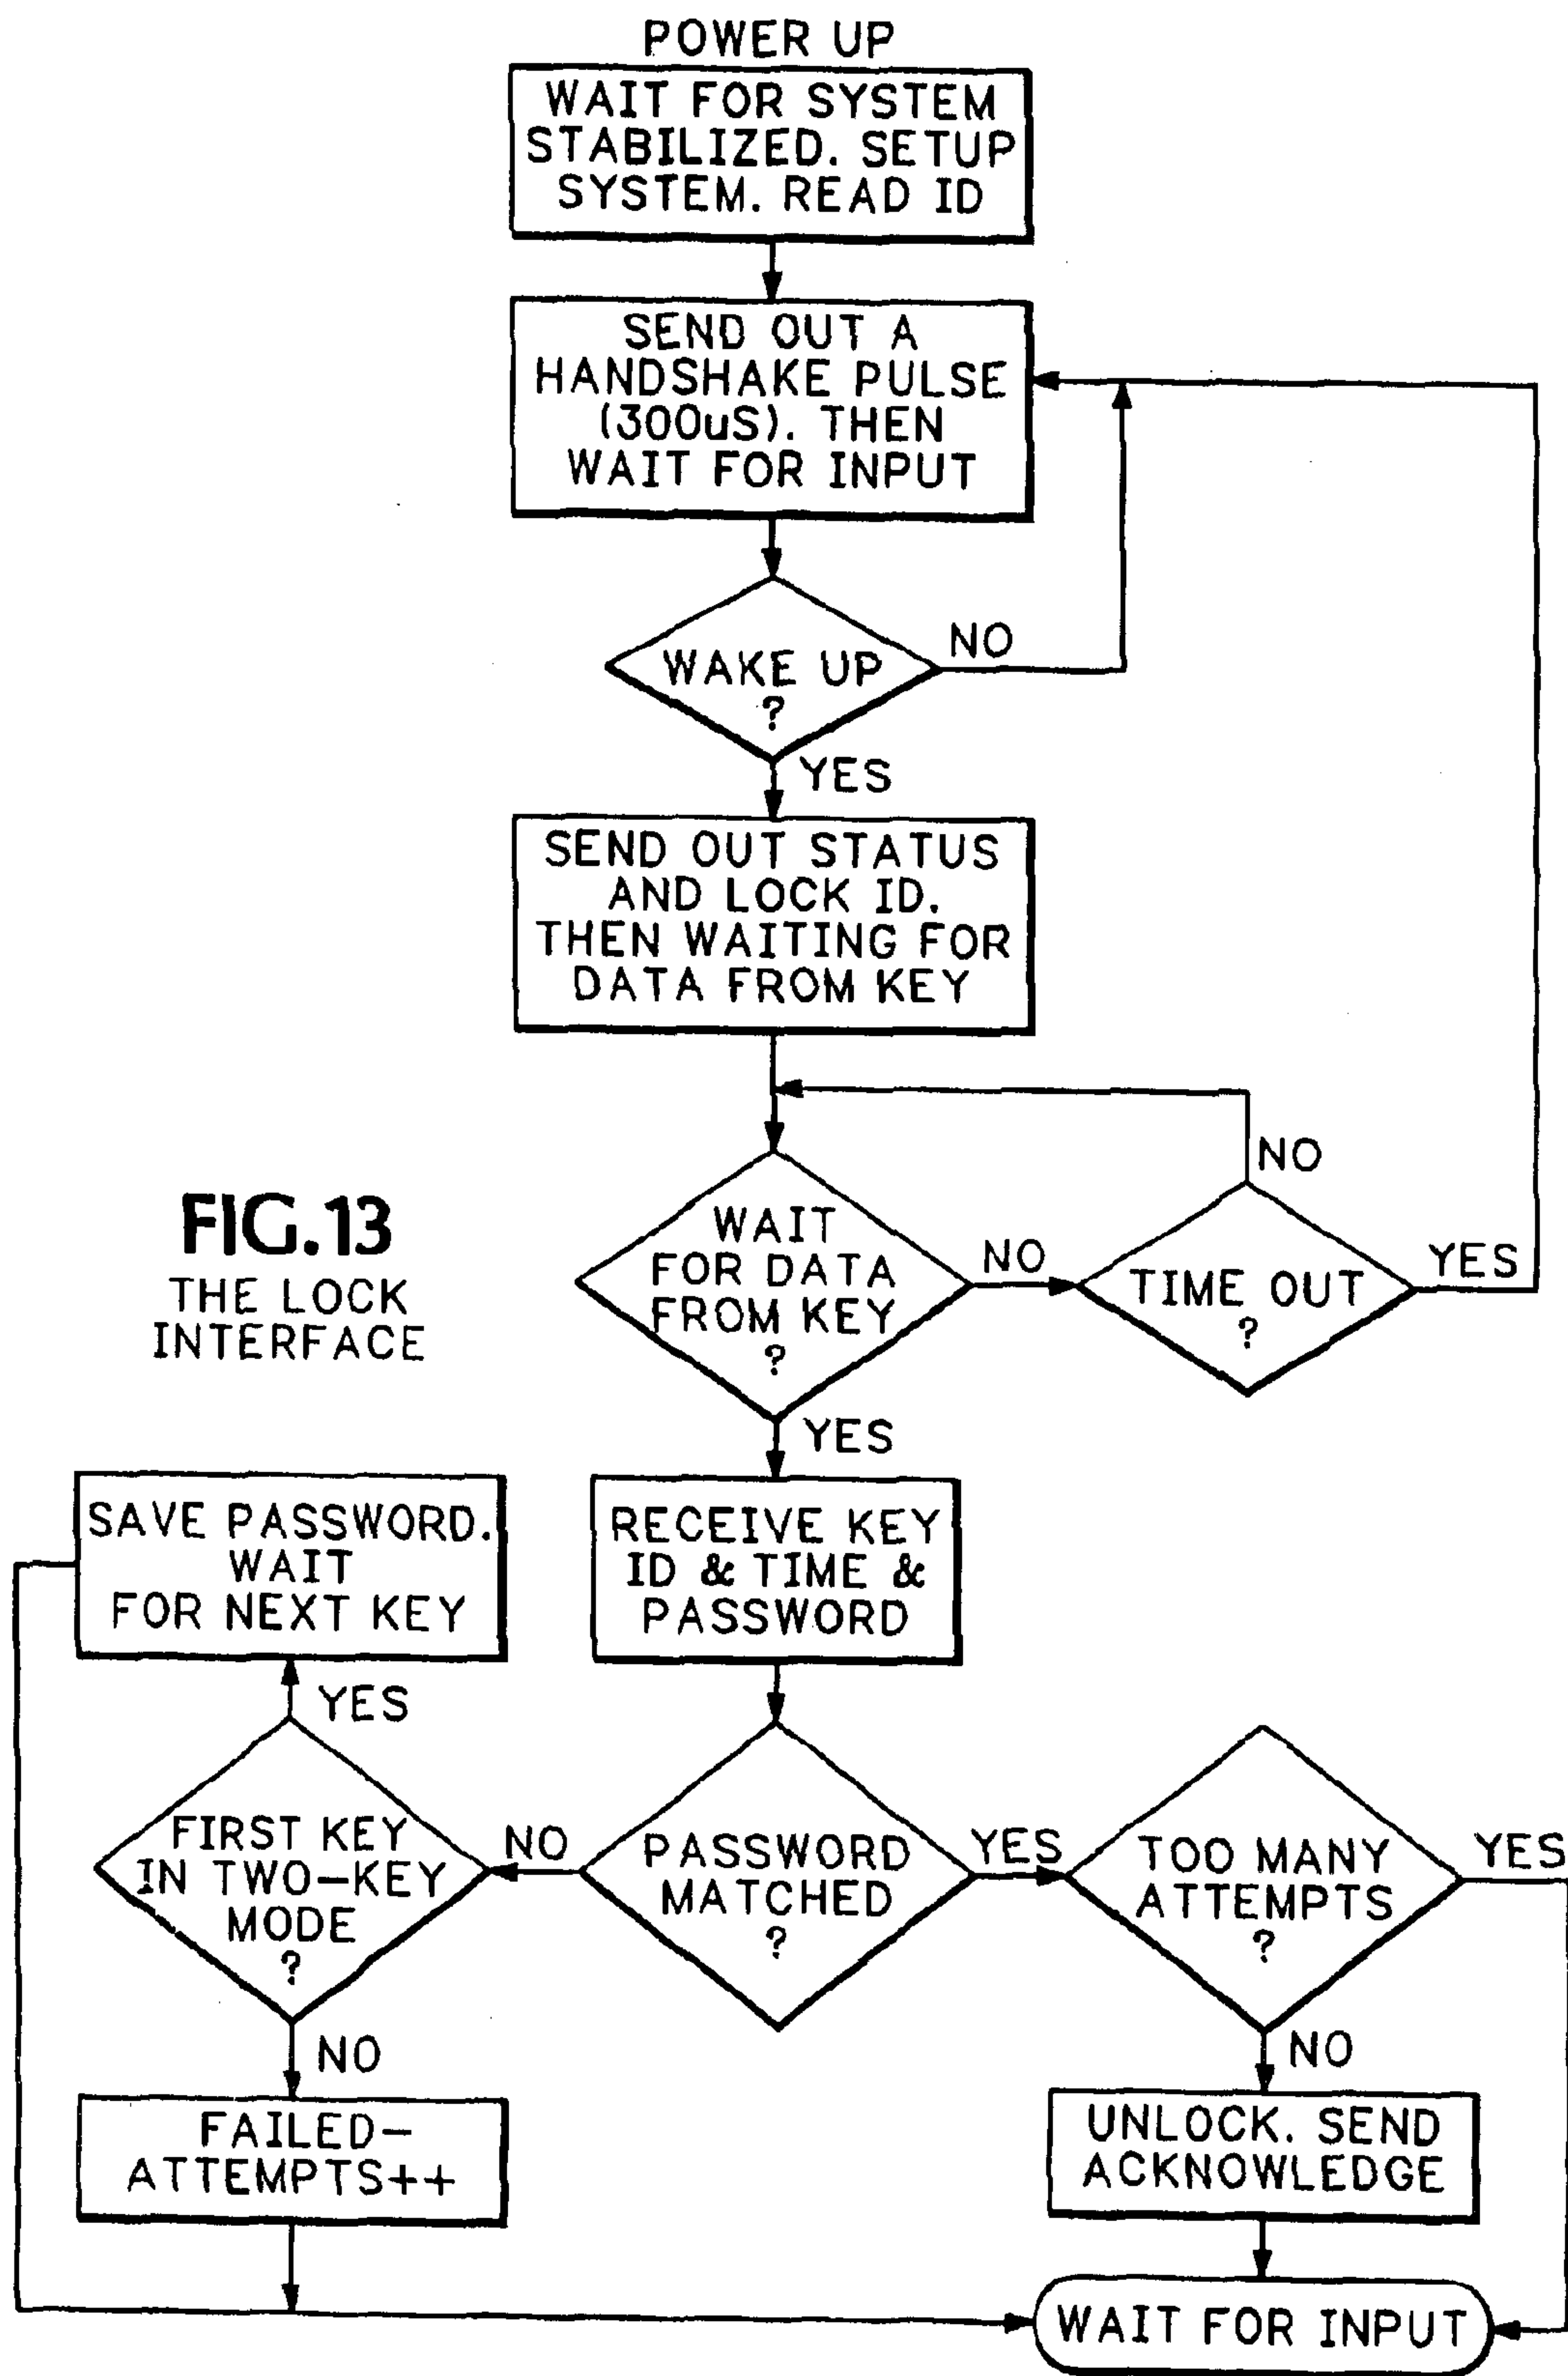 POWER UP
WAIT FOR SYSTEM
STABILIZED. SETUP
SYSTEM. READ ID
SEND OUT A
HANDSHAKE PULSE
(300uS). THEN
WAIT FOR INPUT
WAKE UP
?
NO
YES
SEND OUT STATUS
AND LOCK ID.
THEN WAITING FOR
DATA FROM KEY
WAIT
FOR DATA
FROM KEY
?
NO
TIME OUT
?
NO
YES
FIG.13
THE LOCK
INTERFACE
YES
RECEIVE KEY
ID & TIME &
PASSWORD
SAVE PASSWORD.
WAIT
FOR NEXT KEY
YES
FIRST KEY
IN TWO-KEY
MODE
?
NO
PASSWORD
MATCHED
?
YES
TOO MANY
ATTEMPTS
?
YES
NO
FAILED-
ATTEMPTS++
NO
UNLOCK. SEND
ACKNOWLEDGE
WAIT FOR INPUT